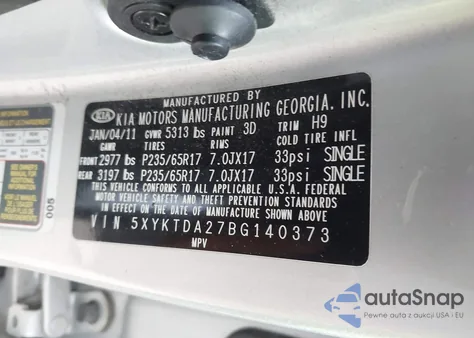 MANUFACTURED BY
KIA KIA MOTORS MANUFACTURING GEORGIA. INC.
JAN/04/11 GVWR 5313 lbs PAINT 3D TRIM H9
GAWR TIRES RIMS COLD TIRE INFL
FRONT 2977 lbs P235/65R17 7.0JX17 33psi SINGLE
REAR 3197 lbs P235/65R17 7.0JX17 33psi SINGLE
THIS VEHICLE CONFORMS TO ALL APPLICABLE U.S.A. FEDERAL
MOTOR VEHICLE SAFETY AND THEFT PREVENTION STANDARDS
IN EFFECT ON THE DATE OF MANUFACTURE SHOWN ABOVE.
VIN 5XYKTDA27BG140373
MPV
005
autoSnap
Pewne auta z aukcji USA i EU